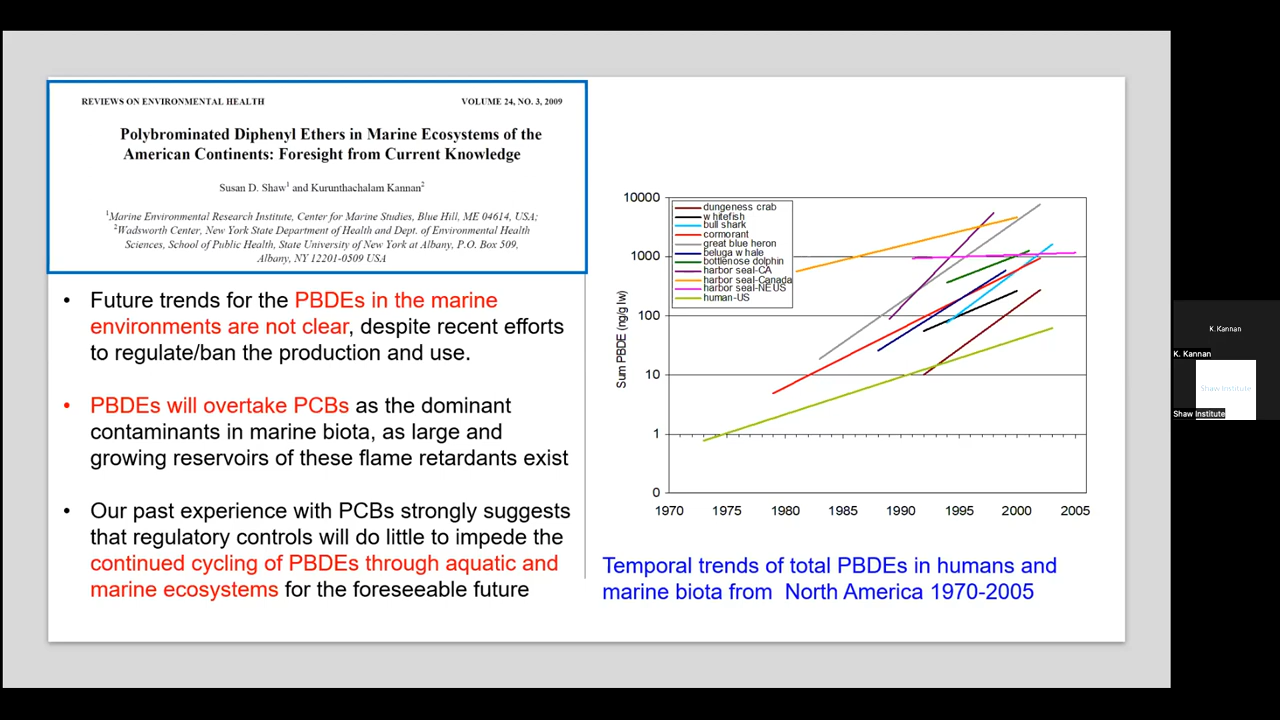 REVIEWS ON ENVIRONMENTAL HEALTH
VOLUME 24, NO. 3, 2009
Polybrominated Diphenyl Ethers in Marine Ecosystems of the
American Continents: Foresight from Current Knowledge
Susan D. Shaw1 and Kurunthachalam Kannan2
1Marine Environmental Research Institute, Center for Marine Studies, Blue Hill, ME 04614, USA;
2Wadsworth Center, New York State Department of Health and Dept. of Environmental Health
Sciences, School of Public Health, State University of New York at Albany, P.O. Box 509,
Albany, NY 12201-0509 USA
• Future trends for the PBDEs in the marine
environments are not clear, despite recent efforts
to regulate/ban the production and use.
• PBDEs will overtake PCBs as the dominant
contaminants in marine biota, as large and
growing reservoirs of these flame retardants exist
• Our past experience with PCBs strongly suggests
that regulatory controls will do little to impede the
continued cycling of PBDEs through aquatic and
marine ecosystems for the foreseeable future
10000
1000
100
10
1
0
Sum PBDE (ng/g lw)
dungeness crab
whitefish
bull shark
cormorant
great blue heron
beluga whale
bottlenose dolphin
harbor seal-CA
harbor seal-Canada
harbor seal-NE US
human-US
1970 1975 1980 1985 1990 1995 2000 2005
Temporal trends of total PBDEs in humans and
marine biota from North America 1970-2005
K. Kannan
K. Kannan
Shaw Institute
Shaw Institute